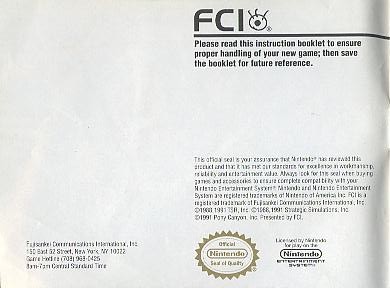 FCI
®
Please read this instruction booklet to ensure
proper handling of your new game; then save
the booklet for future reference.
This official seal is your assurance that Nintendo® has reviewed this
product and that it has met our standards for excellence in workmanship,
reliability and entertainment value. Always look for this seal when buying
games and accessories to ensure complete compatibility with your
Nintendo Entertainment System®. Nintendo and Nintendo Entertainment
System are registered trademarks of Nintendo of America Inc. FCI is a
registered trademark of Fujisankei Communications International, Inc.
©1988, 1991 TSR, Inc. ©1988, 1991 Strategic Simulations, Inc.
©1991 Pony Canyon, Inc. Presented by FCI.
Fujisankei Communications International, Inc.
150 East 52 Street, New York, NY 10022
Game Hotline (708) 968-0425
8am-7pm Central Standard Time
Official
Nintendo
Seal of Quality
Licensed by Nintendo
for play on the
Nintendo
ENTERTAINMENT
SYSTEM